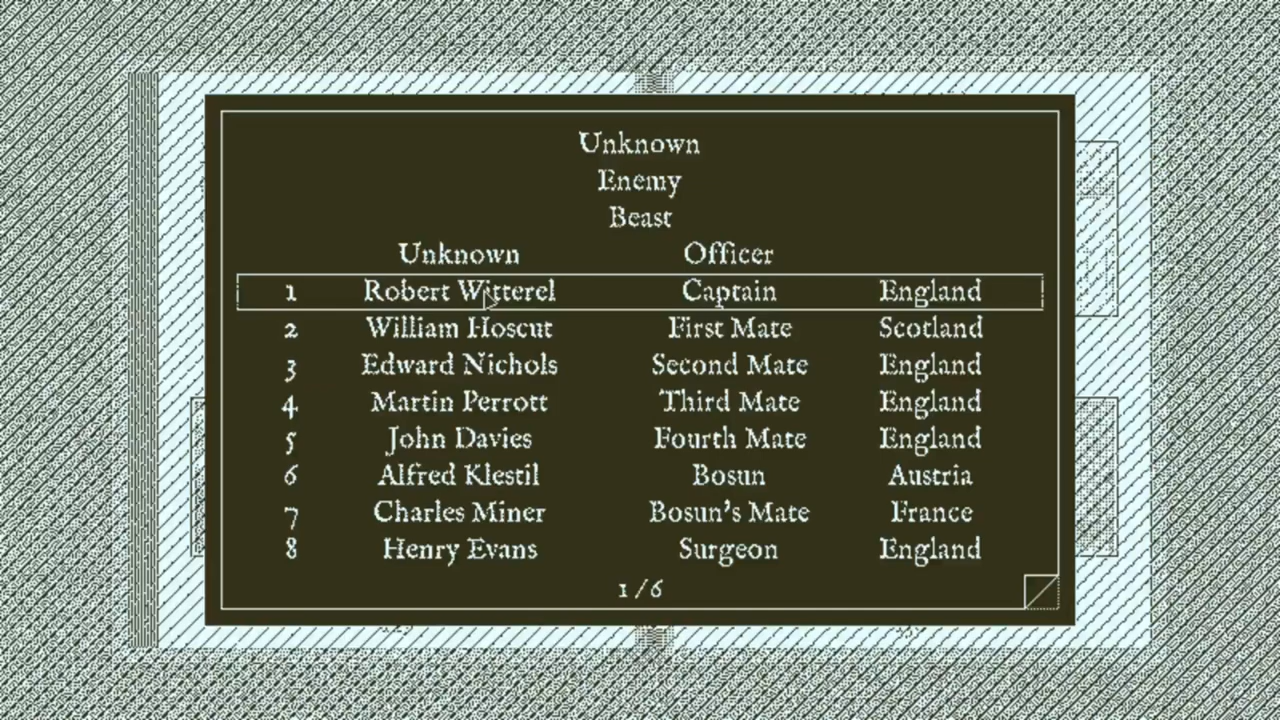 Unknown
Enemy
Beast
Unknown Officer
1 Robert Witterel Captain England
2 William Hoscut First Mate Scotland
3 Edward Nichols Second Mate England
4 Martin Perrott Third Mate England
5 John Davies Fourth Mate England
6 Alfred Klestil Bosun Austria
7 Charles Miner Bosun's Mate France
8 Henry Evans Surgeon England
1/6